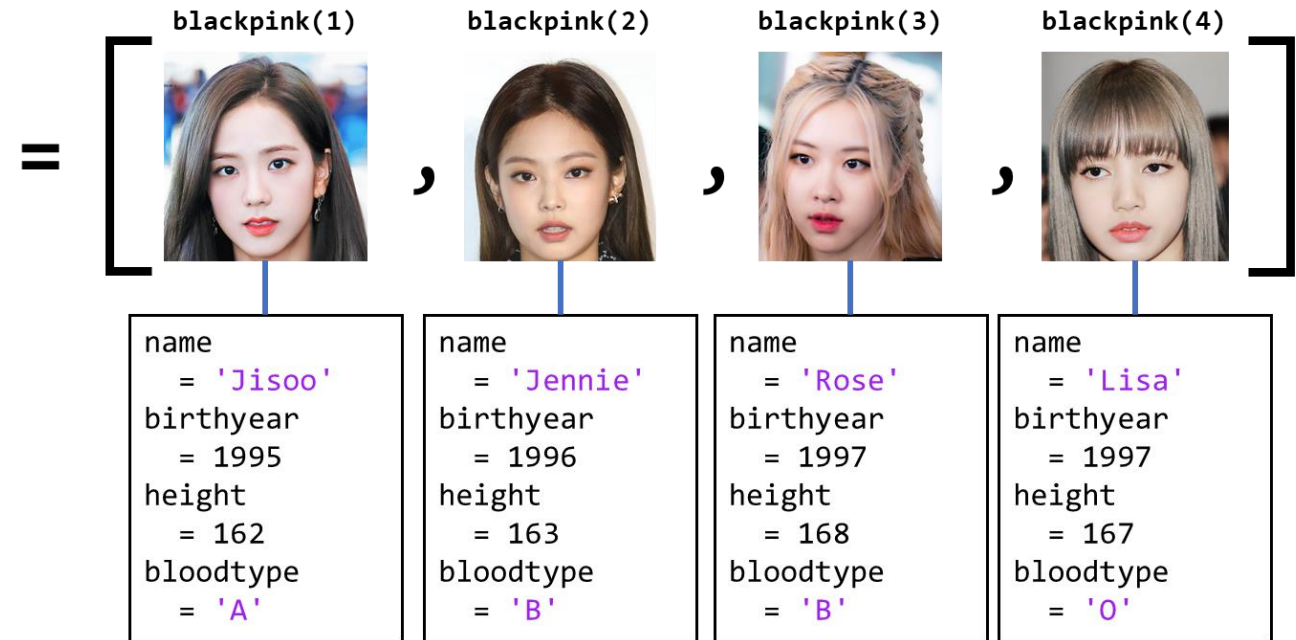 blackpink(1) blackpink(2) blackpink(3) blackpink(4)
= [ , , , ]
name
= 'Jisoo'
birthyear
= 1995
height
= 162
bloodtype
= 'A'
name
= 'Jennie'
birthyear
= 1996
height
= 163
bloodtype
= 'B'
name
= 'Rose'
birthyear
= 1997
height
= 168
bloodtype
= 'B'
name
= 'Lisa'
birthyear
= 1997
height
= 167
bloodtype
= 'O'